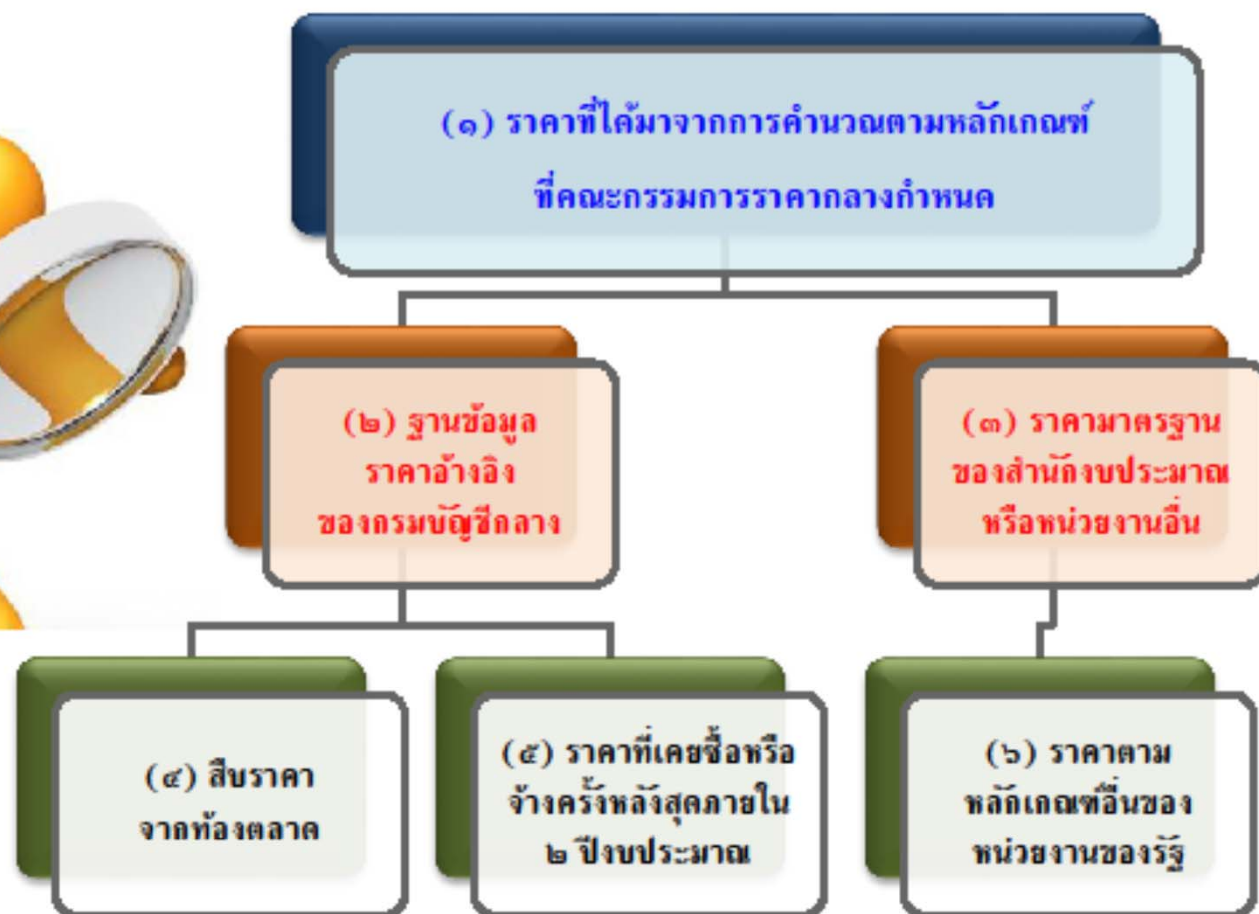 (๑) ราคาที่ได้มาจากการคำนวณตามหลักเกณฑ์
ที่คณะกรรมการราคากลางกำหนด
(๒) ฐานข้อมูล
ราคาอ้างอิง
ของกรมบัญชีกลาง
(๓) ราคามาตรฐาน
ของสำนักงบประมาณ
หรือหน่วยงานอื่น
(๔) สืบราคา
จากท้องตลาด
(๕) ราคาที่เคยซื้อหรือ
จ้างครั้งหลังสุดภายใน
๒ ปีงบประมาณ
(๖) ราคาตาม
หลักเกณฑ์อื่นของ
หน่วยงานของรัฐ